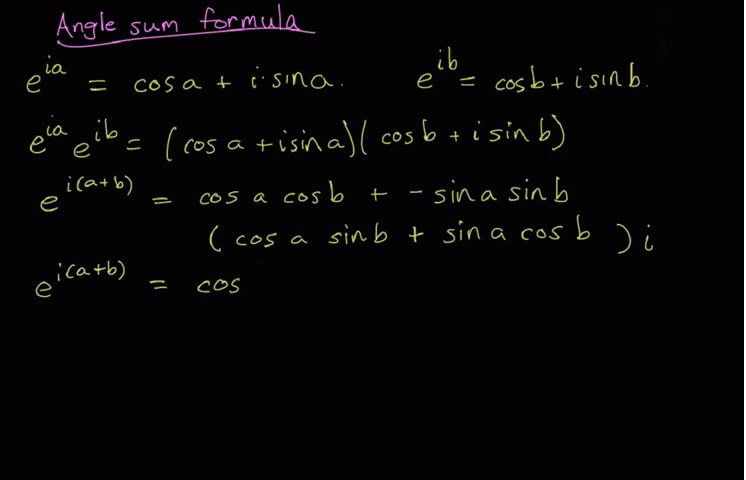 Angle sum formula
e^{ia} = cos a + i·sin a.    e^{ib} = cos b + i sin b.
e^{ia} e^{ib} = (cos a + i sin a)(cos b + i sin b)
e^{i(a+b)} = cos a cos b + - sin a sin b
(cos a sin b + sin a cos b) i
e^{i(a+b)} = cos